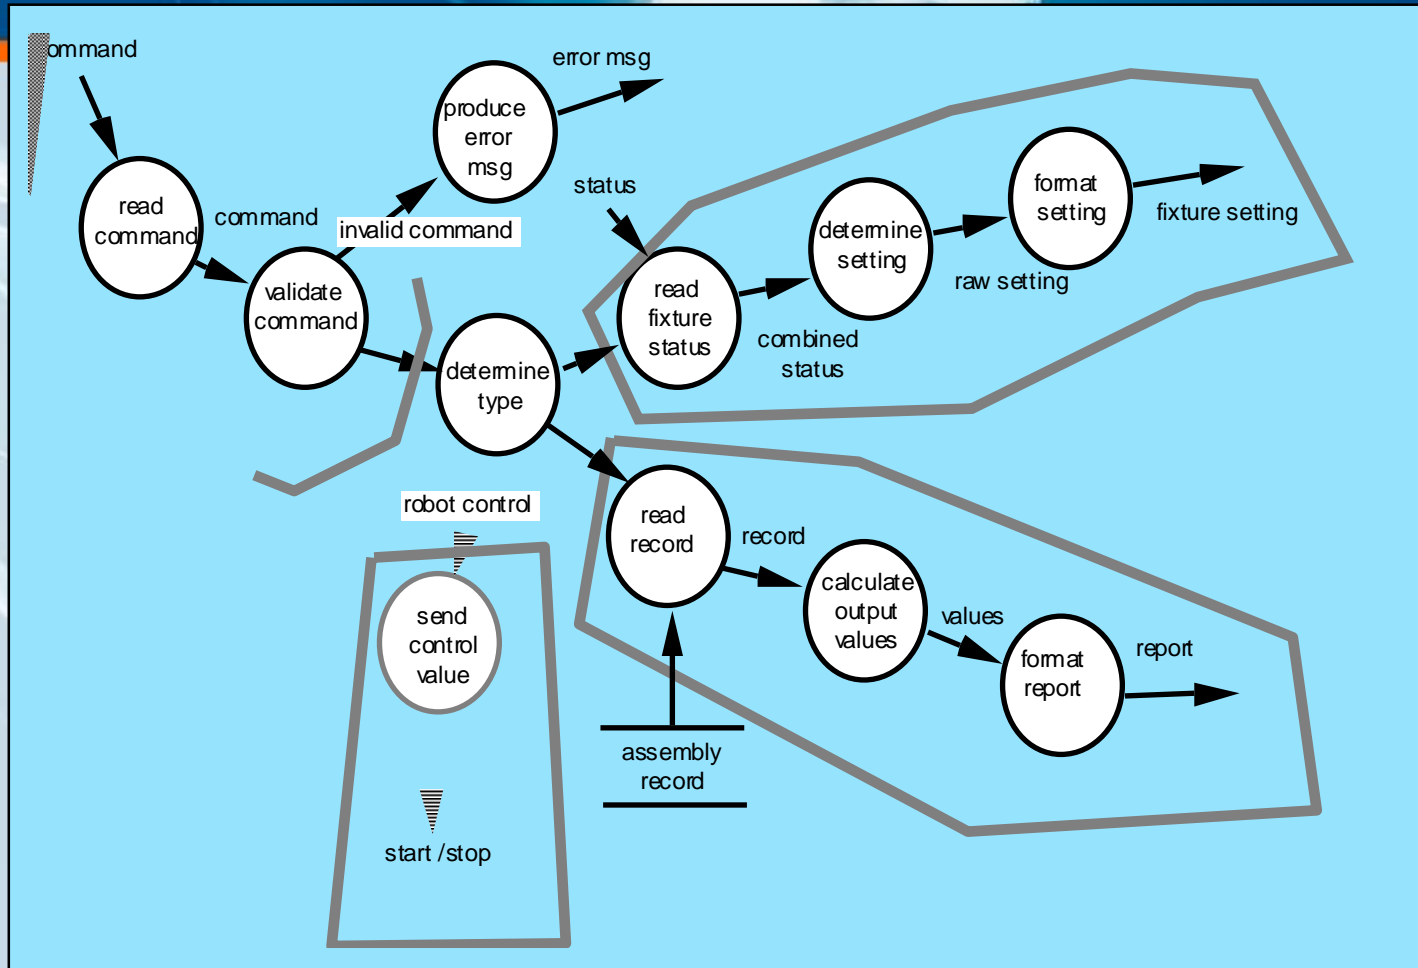 ommand
error msg
produce
error
msg
read
command
command
invalid command
validate
command
status
format
setting
fixture setting
determine
setting
raw setting
read
fixture
status
combined
status
determine
type
robot control
read
record
record
send
control
value
calculate
output
values
values
format
report
report
assembly
record
start /stop